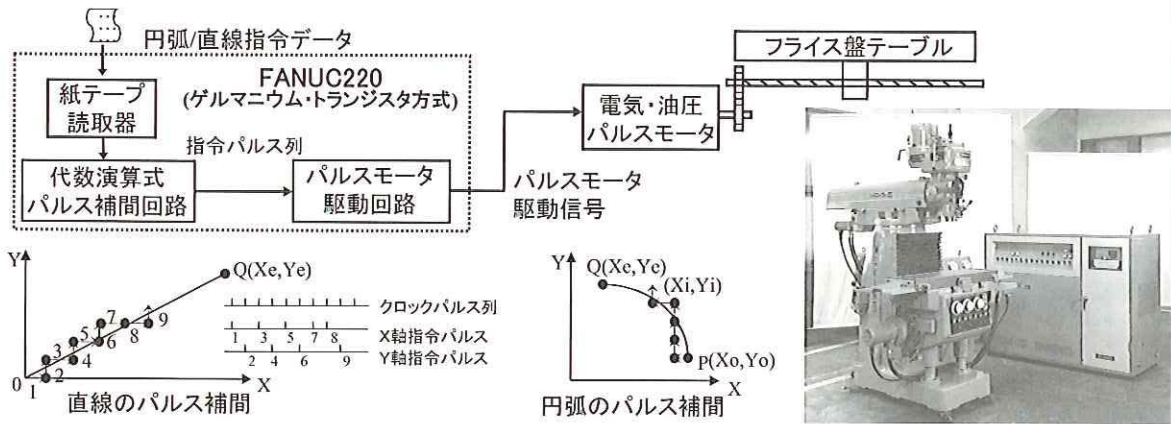 円弧/直線指令データ
FANUC220
(ゲルマニウム・トランジスタ方式)
紙テープ
読取器
指令パルス列
代数演算式
パルス補間回路
パルスモータ
駆動回路
パルスモータ
駆動信号
電気・油圧
パルスモータ
フライス盤テーブル
Y
Q(Xe,Ye)
0
1
2
3
4
5
6
7
8
9
X
クロックパルス列
1 3 5 7 8
X軸指令パルス
2 4 6 9
Y軸指令パルス
直線のパルス補間
Y
Q(Xe,Ye)
(Xi,Yi)
P(Xo,Yo)
X
円弧のパルス補間